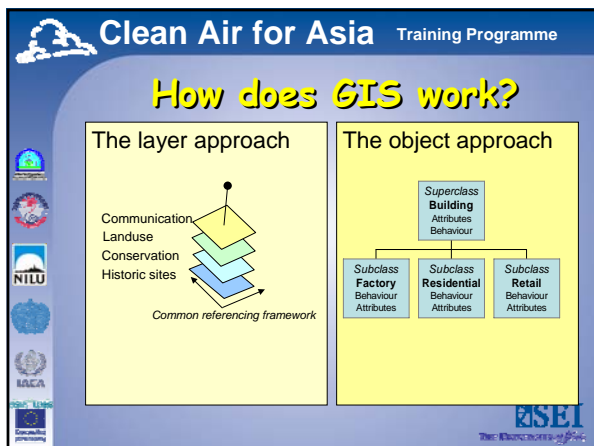 Clean Air for Asia Training Programme
How does GIS work?
The layer approach
Communication
Landuse
Conservation
Historic sites
Common referencing framework
The object approach
Superclass
Building
Attributes
Behaviour
Subclass
Factory
Behaviour
Attributes
Subclass
Residential
Behaviour
Attributes
Subclass
Retail
Behaviour
Attributes
NILU
SEI